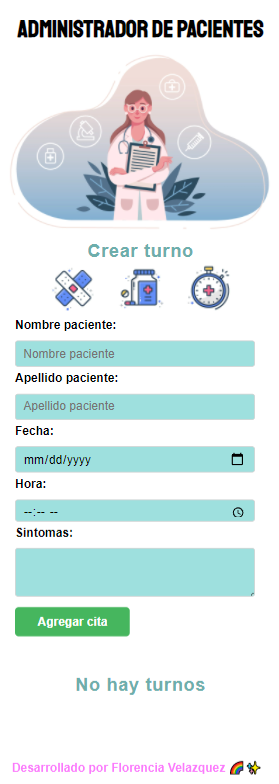 ADMINISTRADOR DE PACIENTES
Crear turno
Nombre paciente:
Nombre paciente
Apellido paciente:
Apellido paciente
Fecha:
mm/dd/yyyy
Hora:
--:-- --
Sintomas:
Agregar cita
No hay turnos
Desarrollado por Florencia Velazquez 🌈✨